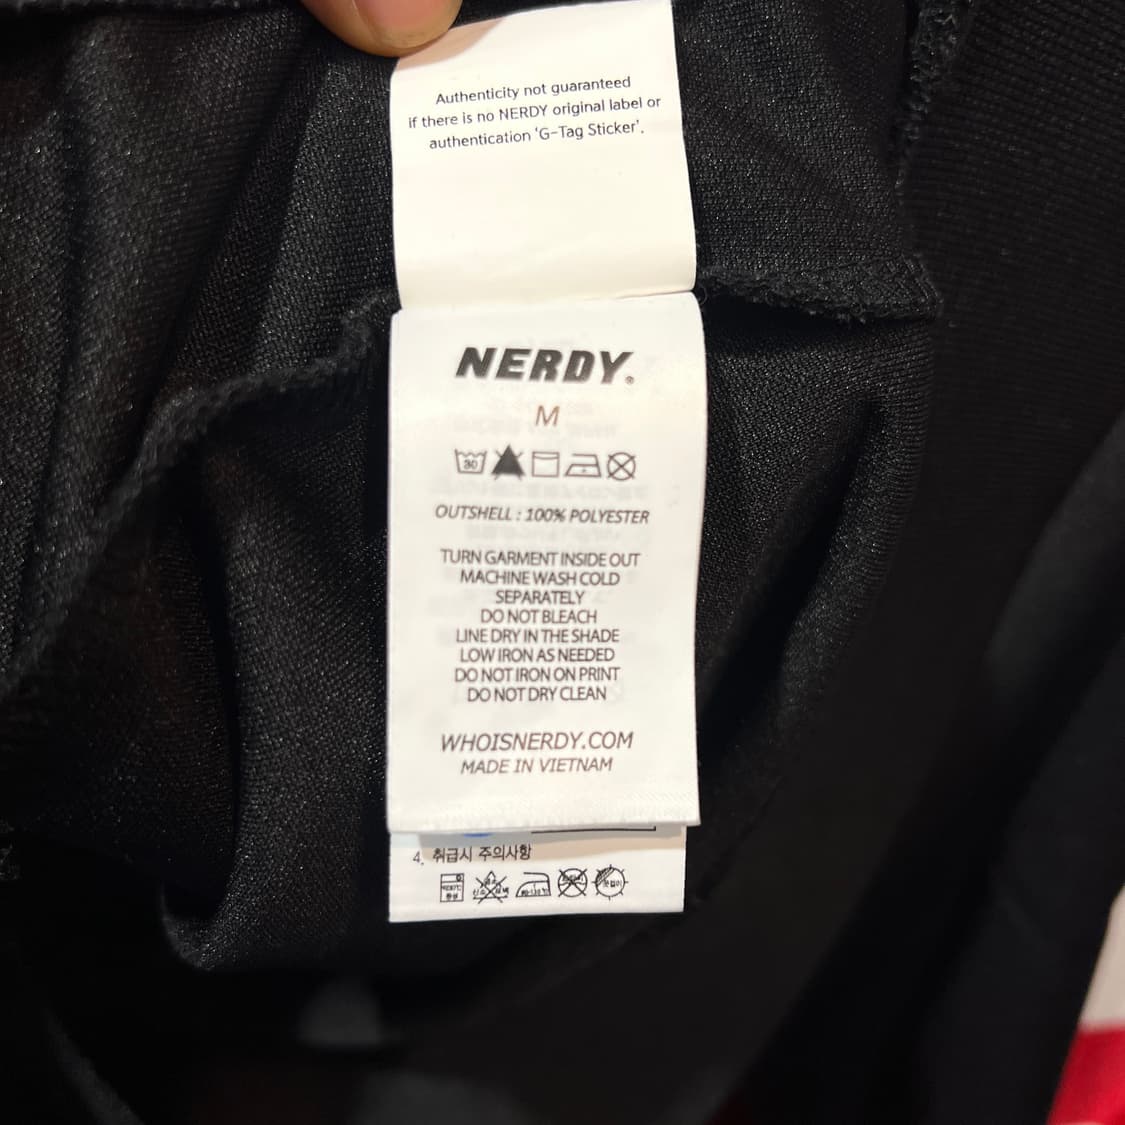 Authenticity not guaranteed
if there is no NERDY original label or
authentication 'G-Tag Sticker'.
NERDY®
M
30
OUTSHELL : 100% POLYESTER
TURN GARMENT INSIDE OUT
MACHINE WASH COLD
SEPARATELY
DO NOT BLEACH
LINE DRY IN THE SHADE
LOW IRON AS NEEDED
DO NOT IRON ON PRINT
DO NOT DRY CLEAN
WHOISNERDY.COM
MADE IN VIETNAM
4. 취급시 주의사항